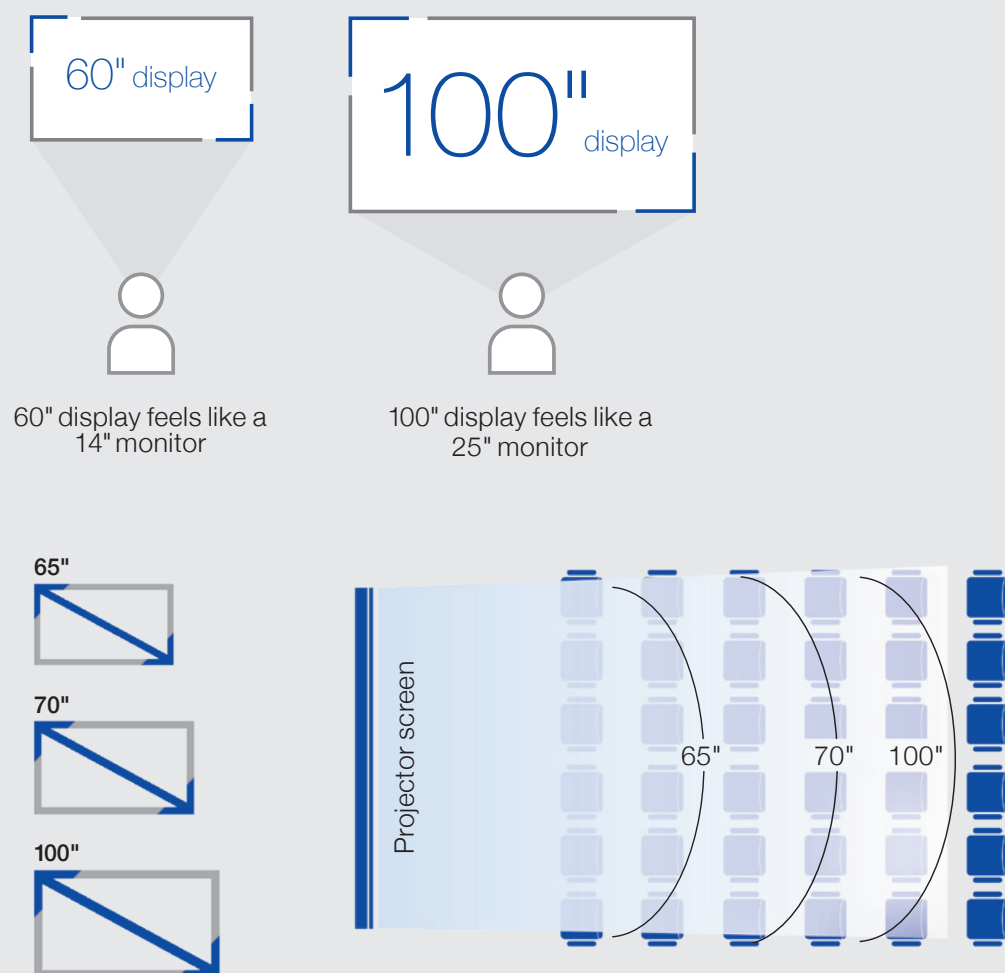 60" display
100" display
60" display feels like a
14" monitor
100" display feels like a
25" monitor
65"
70"
100"
Projector screen
65"
70"
100"